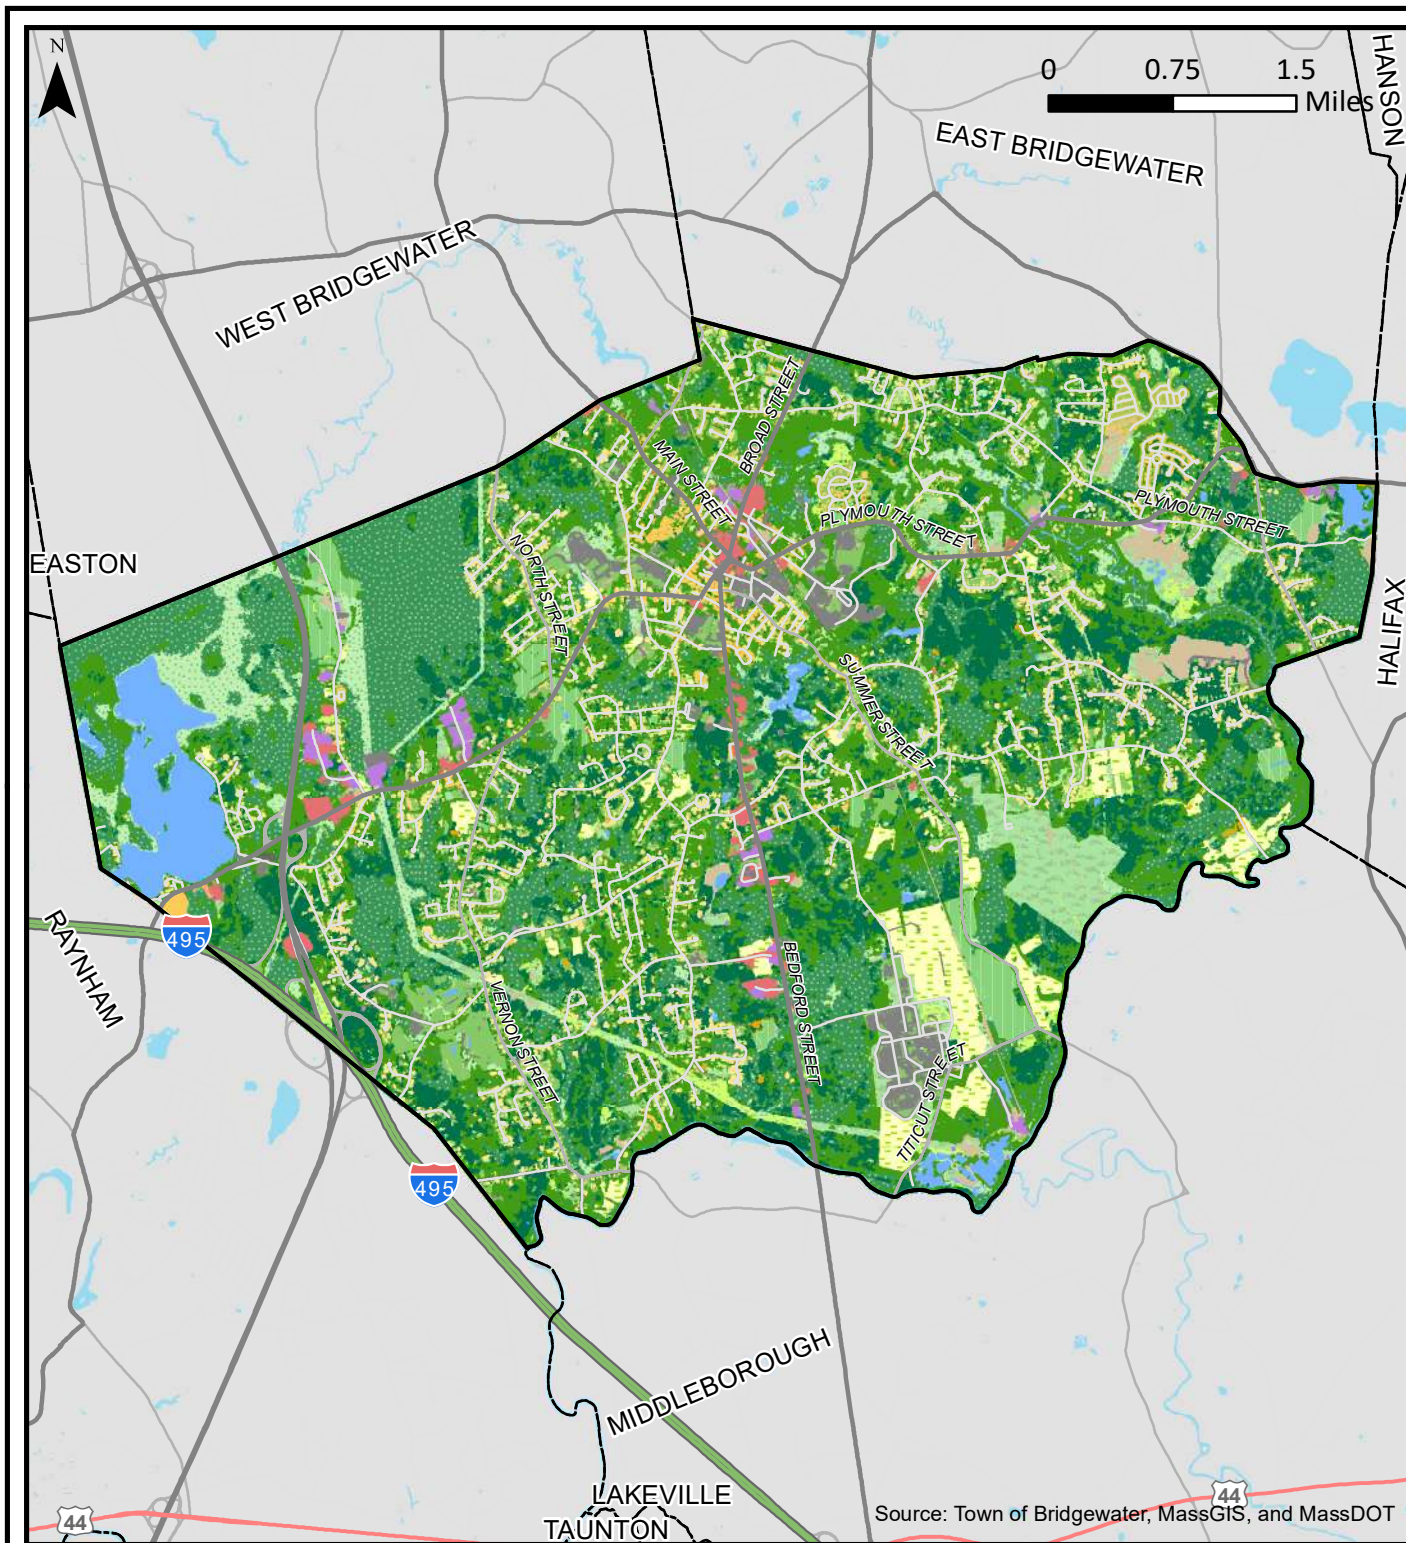 N
0 0.75 1.5
Miles
HANSON
EAST BRIDGEWATER
WEST BRIDGEWATER
BROAD STREET
MAIN STREET
PLYMOUTH STREET
PLYMOUTH STREET
EASTON
NORTH STREET
HALIFAX
SUMMER STREET
RAYNHAM
495
BEDFORD STREET
VERNON STREET
TITICUT STREET
495
MIDDLEBOROUGH
LAKEVILLE
TAUNTON
44
44
Source: Town of Bridgewater, MassGIS, and MassDOT